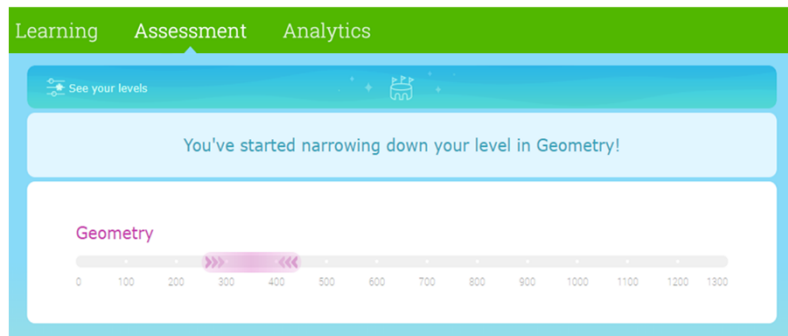 Learning Assessment Analytics
See your levels
You've started narrowing down your level in Geometry!
Geometry
0 100 200 300 400 500 600 700 800 900 1000 1100 1200 1300